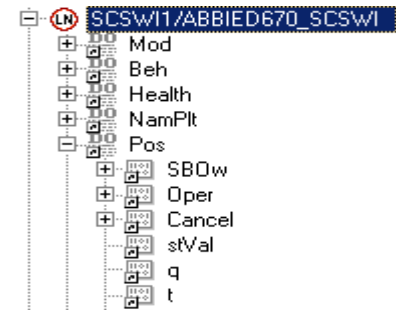 LN SCSWI1/ABBIED670_SCSWI
DO Mod
DO Beh
DO Health
DO NamPlt
DO Pos
SBOw
Oper
Cancel
stVal
q
t